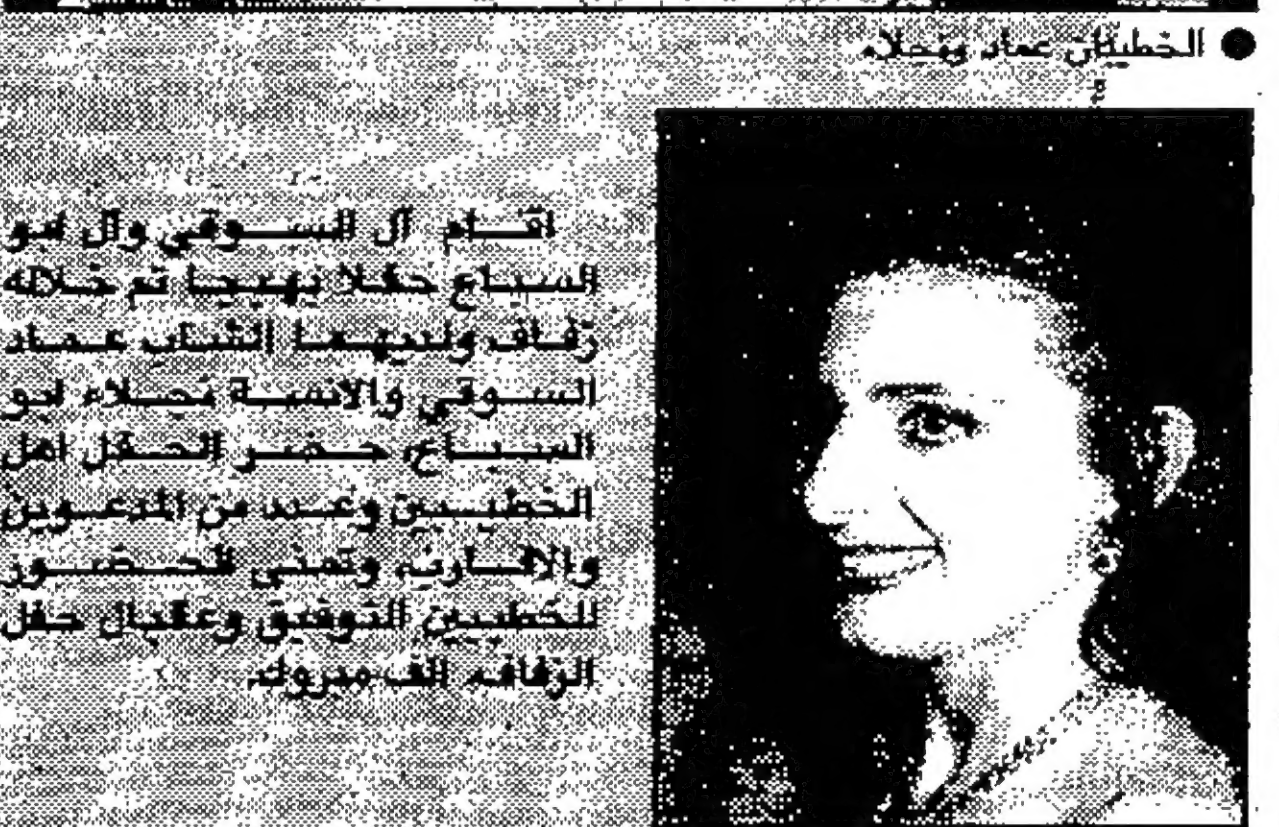 ● الخطيبان عماد ونجلاء
اقام آل السوقي وآل ابو
السباع حفلا بهيجا تم خلاله
زفاف ولديهما الشاب عماد
السوقي والانسة نجلاء ابو
السباع، حضر الحفل اهل
الخطيبين وعدد من المدعوين
والاقارب، وتمنى الحضور
للخطيبين التوفيق وعقبال حفل
الزفاف. الف مبروك.